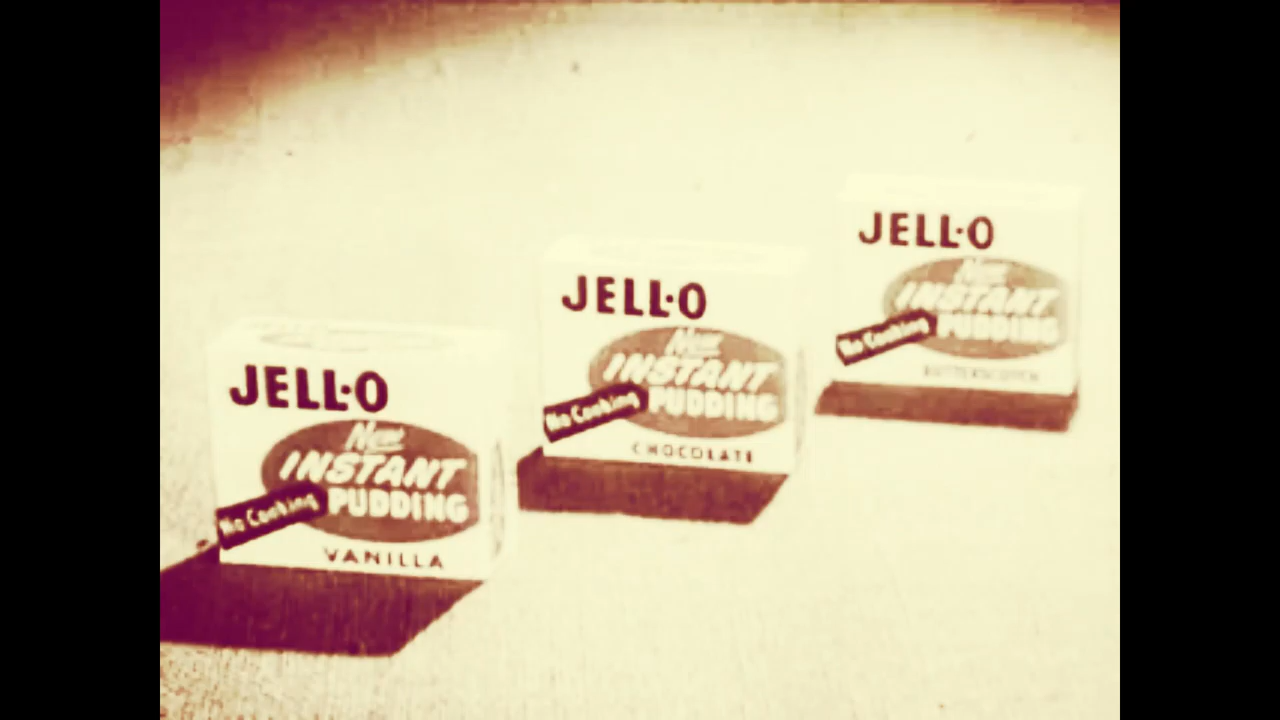 JELL·O
New
INSTANT
No Cooking PUDDING
VANILLA
JELL·O
New
INSTANT
No Cooking PUDDING
CHOCOLATE
JELL·O
New
INSTANT
No Cooking PUDDING
BUTTERSCOTCH